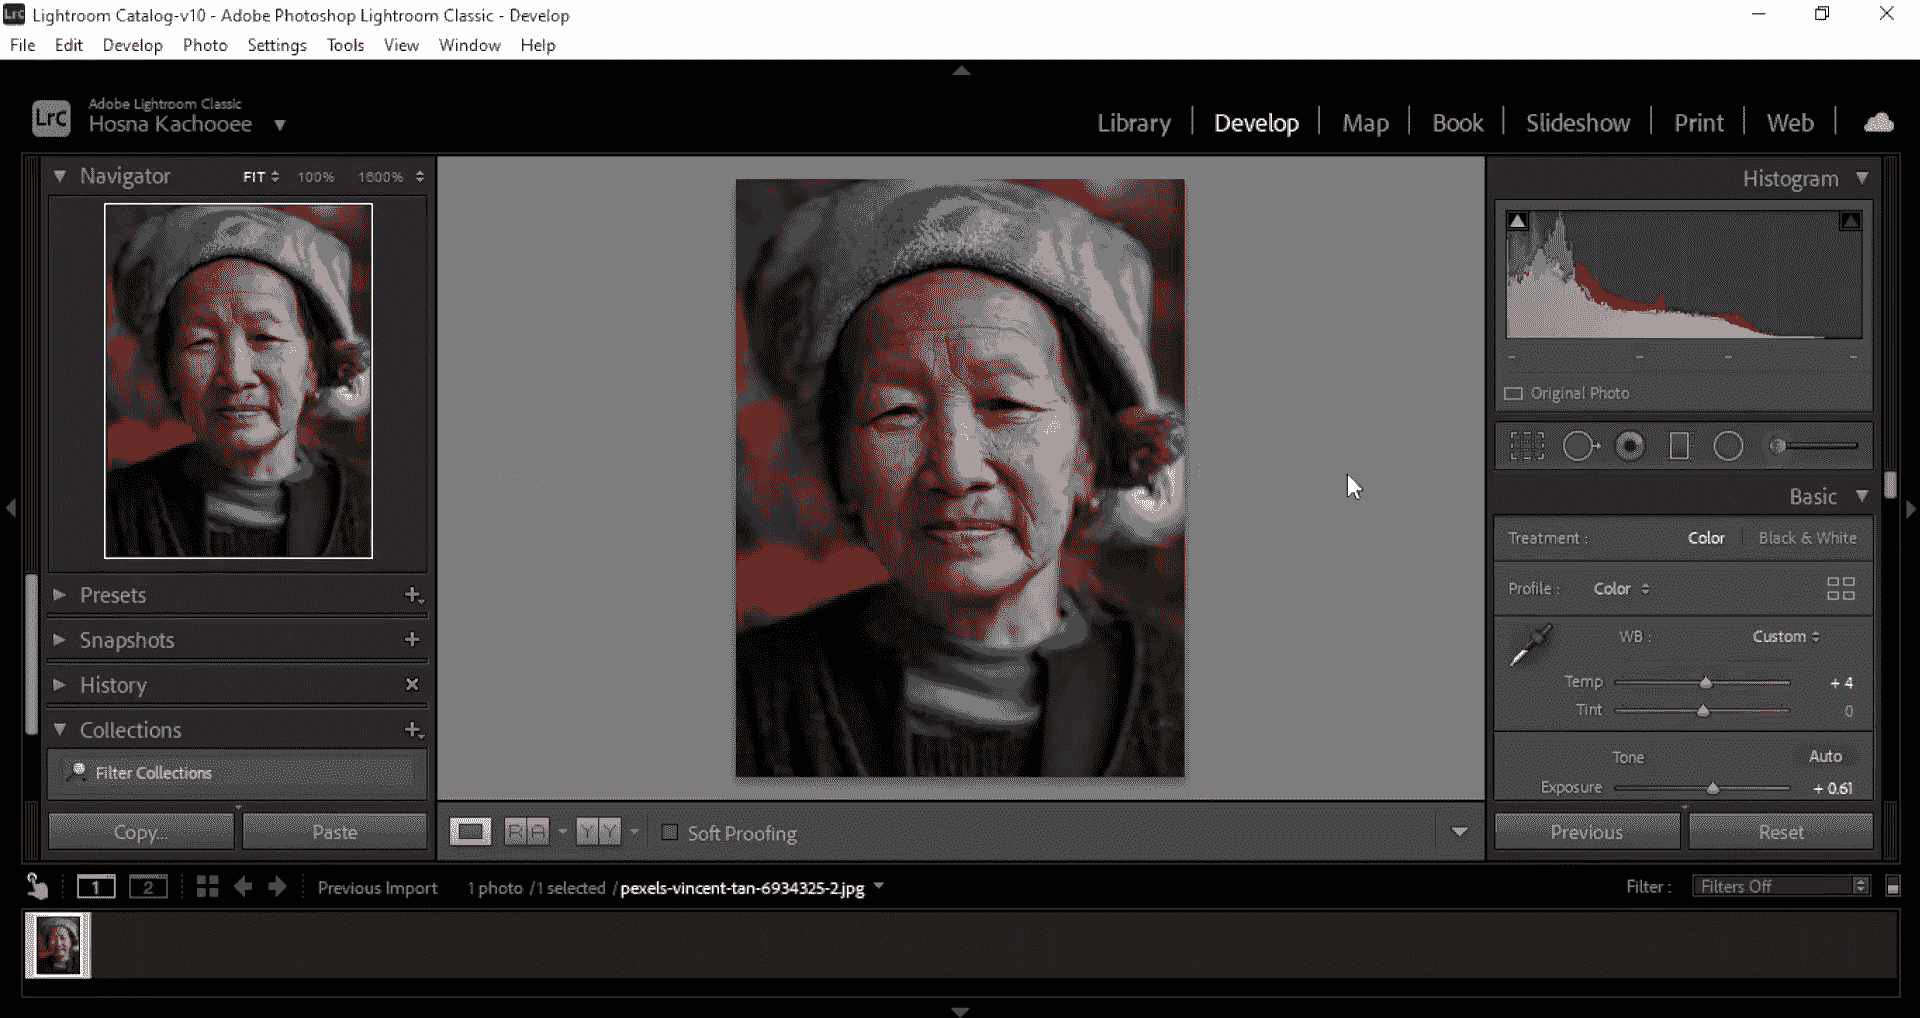 Lrc Lightroom Catalog-v10 - Adobe Photoshop Lightroom Classic - Develop
File Edit Develop Photo Settings Tools View Window Help
LrC
Adobe Lightroom Classic
Hosna Kachooee
Library | Develop | Map | Book | Slideshow | Print | Web |
Navigator FIT 100% 1600%
Presets
Snapshots
History
Collections
Filter Collections
Copy... Paste
R A Y Y Soft Proofing
Histogram
Original Photo
Basic
Treatment : Color Black & White
Profile : Color
WB : Custom
Temp + 4
Tint 0
Tone Auto
Exposure + 0.61
Previous Reset
1 2 Previous Import 1 photo /1 selected /pexels-vincent-tan-6934325-2.jpg
Filter : Filters Off